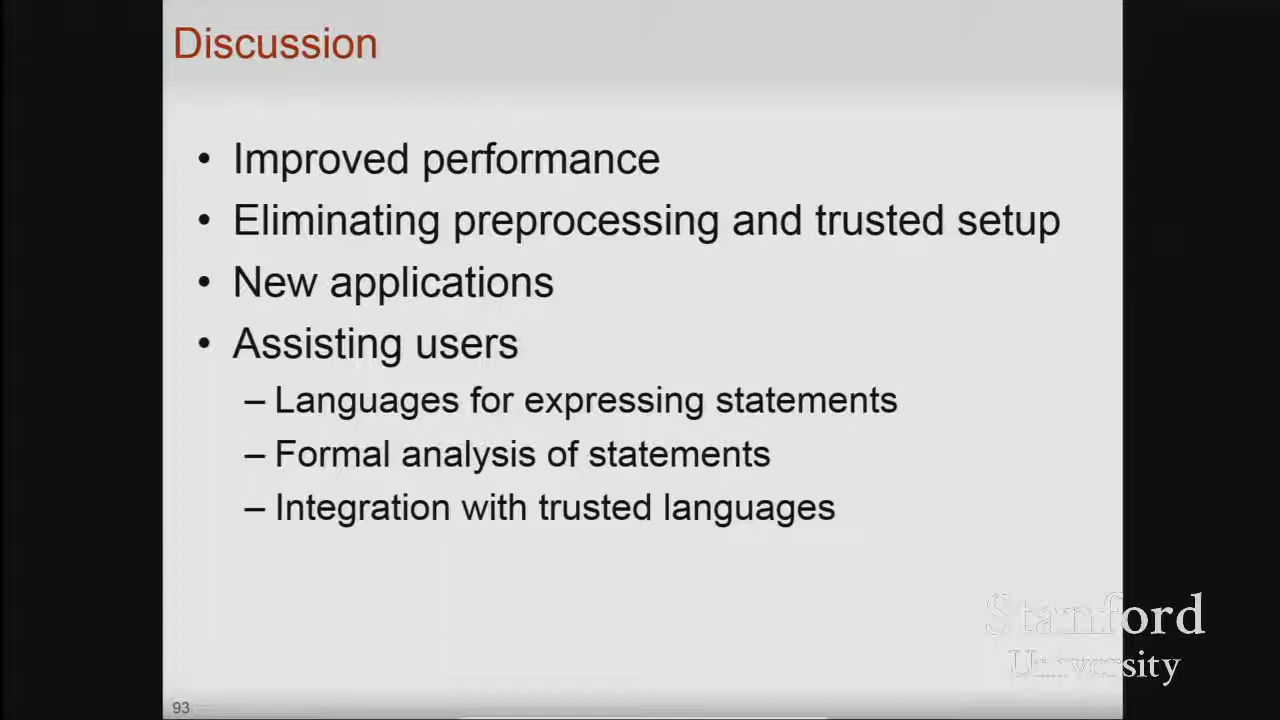 Discussion
• Improved performance
• Eliminating preprocessing and trusted setup
• New applications
• Assisting users
– Languages for expressing statements
– Formal analysis of statements
– Integration with trusted languages
Stanford
University
93